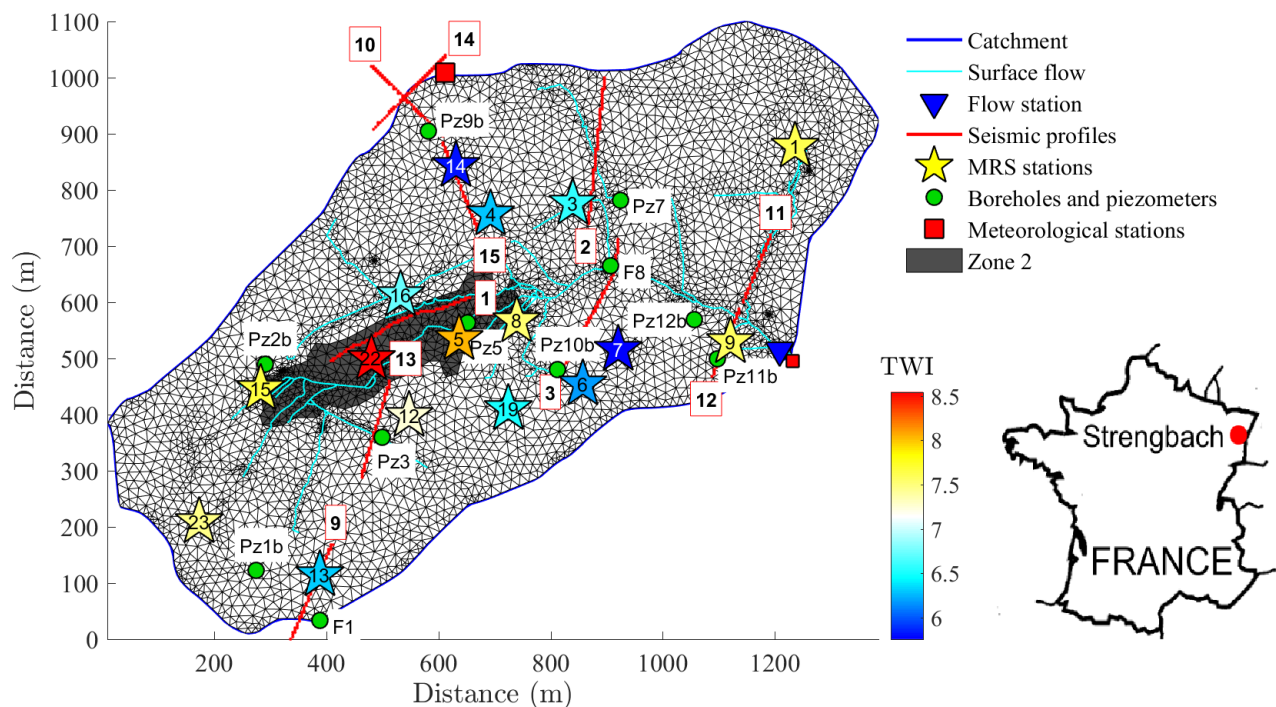 1100
1000
900
800
700
600
500
400
300
200
100
0
200
400
600
800
1000
1200
Distance (m)
Distance (m)
10
14
Pz9b
14
4
3
Pz7
1
11
2
15
F8
16
1
8
Pz12b
5
Pz5
Pz10b
7
9
Pz2b
22
13
Pz11b
15
3
6
12
12
19
Pz3
23
9
Pz1b
13
F1
Catchment
Surface flow
Flow station
Seismic profiles
MRS stations
Boreholes and piezometers
Meteorological stations
Zone 2
TWI
8.5
8
7.5
7
6.5
6
Strengbach
FRANCE